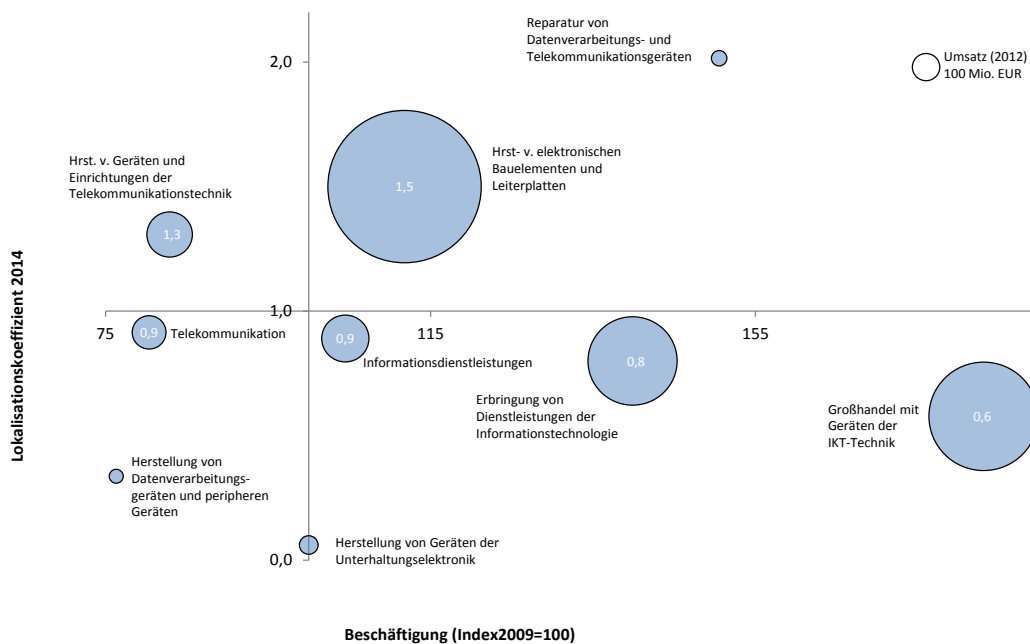 Reparatur von
Datenverarbeitungs- und
Telekommunikationsgeräten
Umsatz (2012)
100 Mio. EUR
2,0
Hrst. v. Geräten und
Einrichtungen der
Telekommunikationstechnik
1,3
1,5
Hrst- v. elektronischen
Bauelementen und
Leiterplatten
Lokalisationskoeffizient 2014
1,0
75
115
155
0,9
Telekommunikation
0,9
Informationsdienstleistungen
0,8
Erbringung von
Dienstleistungen der
Informationstechnologie
Großhandel mit
Geräten der
IKT-Technik
0,6
Herstellung von
Datenverarbeitungs-
geräten und peripheren
Geräten
Herstellung von Geräten der
Unterhaltungselektronik
0,0
Beschäftigung (Index2009=100)